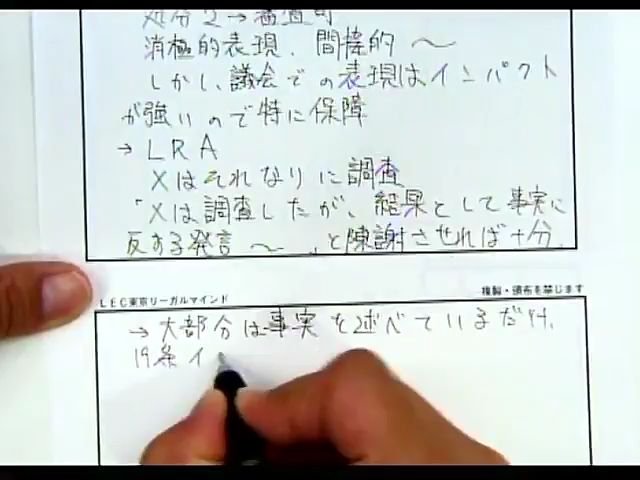 処分2→審査可
消極的表現、間接的〜
しかし、議会での表現はインパクト
が強いので特に保障
→LRA
Xはそれなりに調査
「Xは調査したが、結果として事実に
反する発言〜」と陳謝させれば十分。
LEC東京リーガルマインド
複製・頒布を禁じます
→大部分は事実を述べているだけ、
19条イ